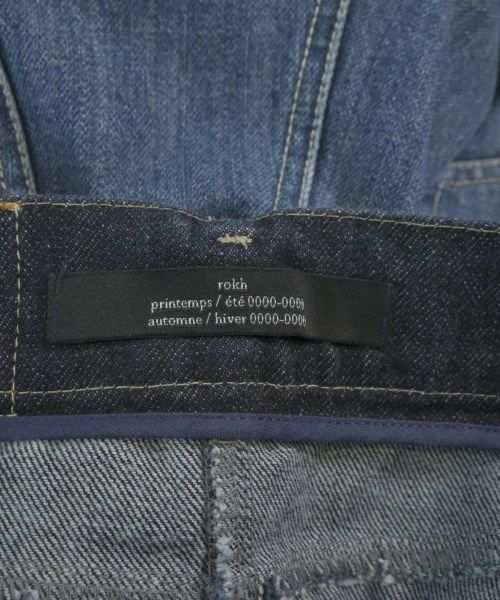 rokh
printemps / été 0000-0000
automne / hiver 0000-0000